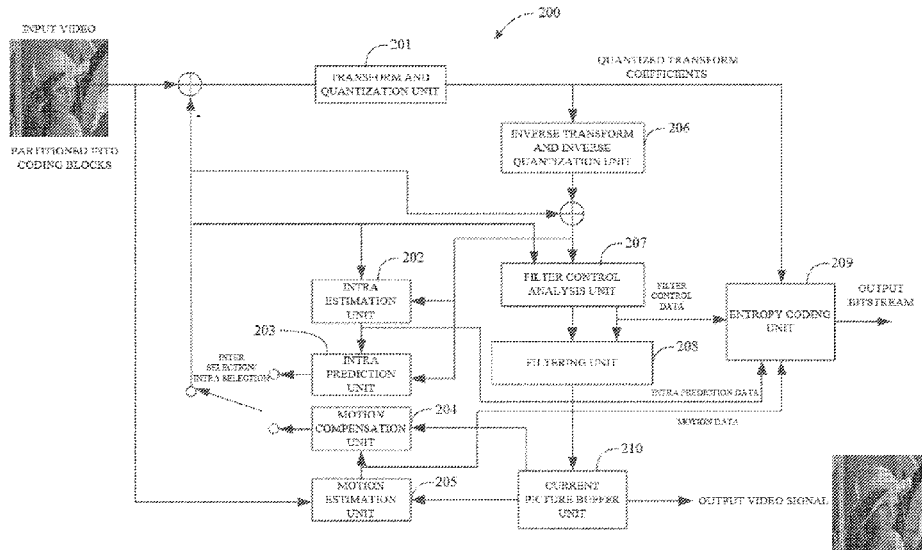 200
INPUT VIDEO
PARTITIONED INTO
CODING BLOCKS
-
201
TRANSFORM AND
QUANTIZATION UNIT
QUANTIZED TRANSFORM
COEFFICIENTS
206
INVERSE TRANSFORM
AND INVERSE
QUANTIZATION UNIT
202
INTRA
ESTIMATION
UNIT
207
FILTER CONTROL
ANALYSIS UNIT
FILTER
CONTROL
DATA
209
ENTROPY CODING
UNIT
OUTPUT
BITSTREAM
203
INTRA
PREDICTION
UNIT
INTER
SELECTION/
INTRA SELECTION
208
FILTERING UNIT
INTRA PREDICTION DATA
MOTION DATA
204
MOTION
COMPENSATION
UNIT
205
MOTION
ESTIMATION
UNIT
210
CURRENT
PICTURE BUFFER
UNIT
OUTPUT VIDEO SIGNAL